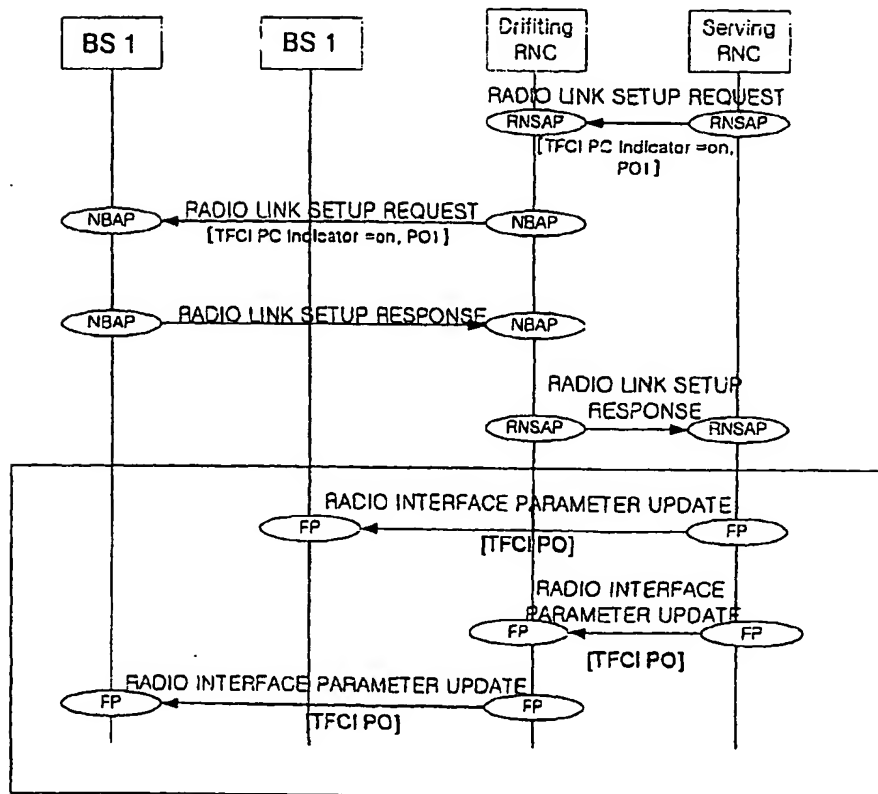 BS 1
BS 1
Drifiting
RNC
Serving
RNC
RADIO LINK SETUP REQUEST
RNSAP
RNSAP
[TFCI PC Indicator =on,
PO1]
RADIO LINK SETUP REQUEST
NBAP
NBAP
[TFCI PC Indicator =on, PO1]
RADIO LINK SETUP RESPONSE
NBAP
NBAP
RADIO LINK SETUP
RESPONSE
RNSAP
RNSAP
RADIO INTERFACE PARAMETER UPDATE
FP
FP
[TFCI PO]
RADIO INTERFACE
PARAMETER UPDATE
FP
FP
[TFCI PO]
RADIO INTERFACE PARAMETER UPDATE
FP
FP
[TFCI PO]